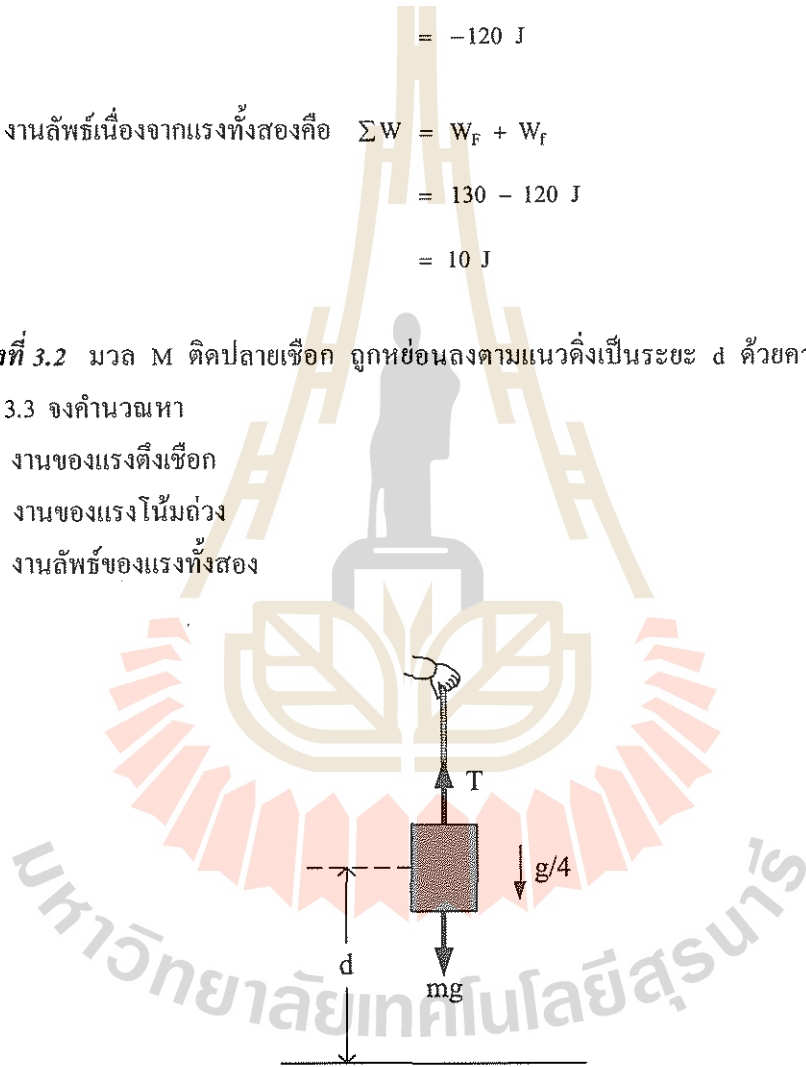 = −120 J
งานลัพธ์เนื่องจากแรงทั้งสองคือ ΣW = W_F + W_f
= 130 − 120 J
= 10 J
งที่ 3.2 มวล M ติดปลายเชือก ถูกหย่อนลงตามแนวดิ่งเป็นระยะ d ด้วยคว
3.3 จงคำนวณหา
งานของแรงตึงเชือก
งานของแรงโน้มถ่วง
งานลัพธ์ของแรงทั้งสอง
T
g/4
d
mg
มหาวิทยาลัยเทคโนโลยีสุรนารี